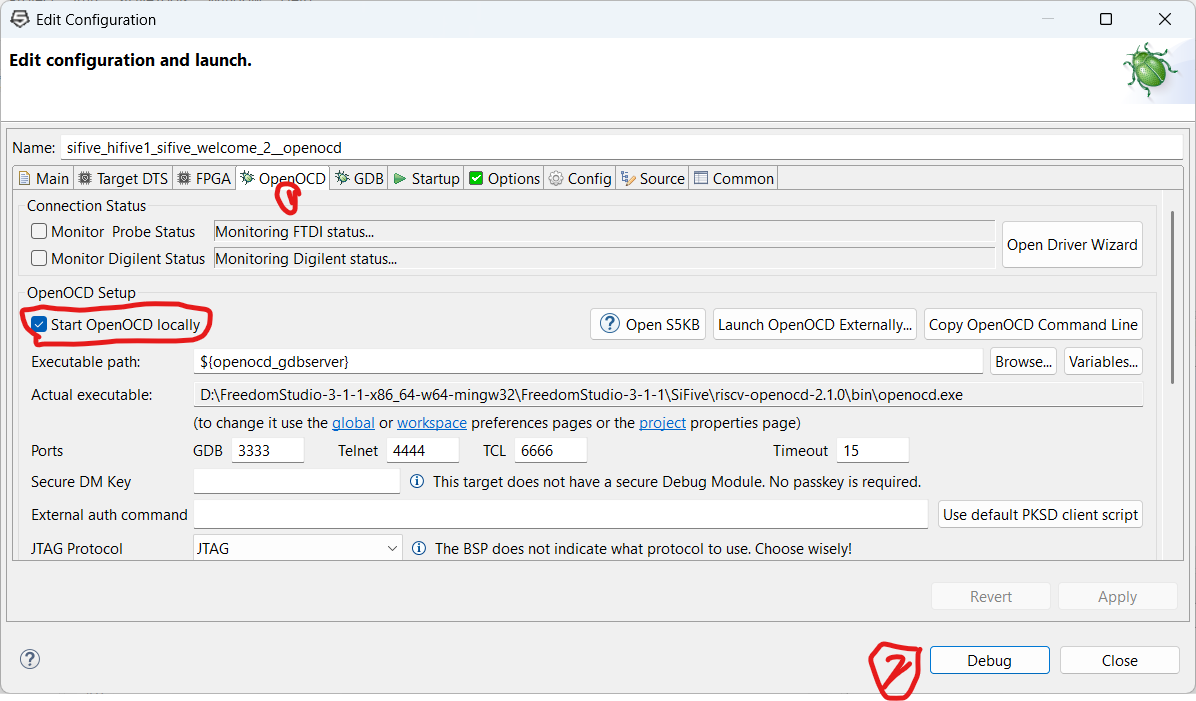 Edit Configuration
Edit configuration and launch.
Name: sifive_hifive1_sifive_welcome_2__openocd
Main Target DTS FPGA OpenOCD GDB Startup Options Config Source Common
1
Connection Status
Monitor Probe Status Monitoring FTDI status...
Open Driver Wizard
Monitor Digilent Status Monitoring Digilent status...
OpenOCD Setup
Start OpenOCD locally ? Open S5KB Launch OpenOCD Externally... Copy OpenOCD Command Line
Executable path: ${openocd_gdbserver} Browse... Variables...
Actual executable: D:\FreedomStudio-3-1-1-x86_64-w64-mingw32\FreedomStudio-3-1-1\SiFive\riscv-openocd-2.1.0\bin\openocd.exe
(to change it use the global or workspace preferences pages or the project properties page)
Ports GDB 3333 Telnet 4444 TCL 6666 Timeout 15
Secure DM Key This target does not have a secure Debug Module. No passkey is required.
External auth command Use default PKSD client script
JTAG Protocol JTAG The BSP does not indicate what protocol to use. Choose wisely!
Revert Apply
? 2 Debug Close